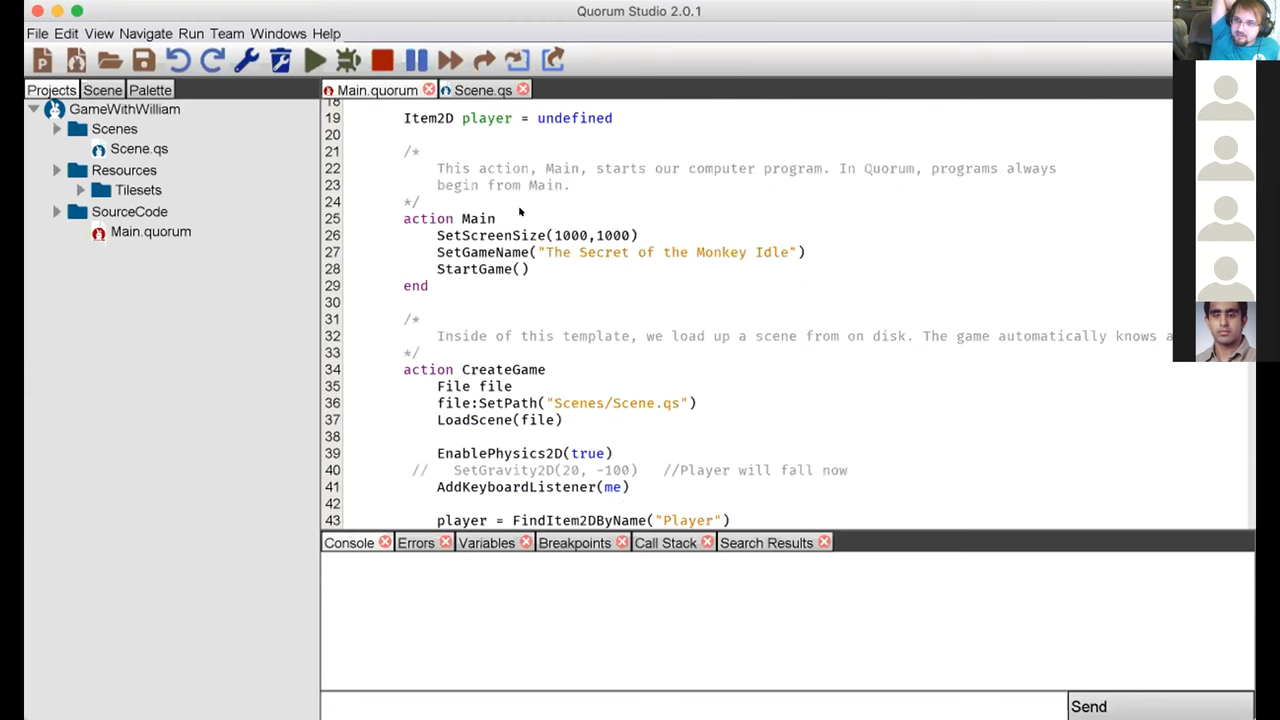 Quorum Studio 2.0.1
File Edit View Navigate Run Team Windows Help
Projects Scene Palette
Main.quorum Scene.qs
GameWithWilliam
Scenes
Scene.qs
Resources
Tilesets
SourceCode
Main.quorum
18
19 Item2D player = undefined
20
21 /*
22 This action, Main, starts our computer program. In Quorum, programs always
23 begin from Main.
24 */
25 action Main
26 SetScreenSize(1000,1000)
27 SetGameName("The Secret of the Monkey Idle")
28 StartGame()
29 end
30
31 /*
32 Inside of this template, we load up a scene from on disk. The game automatically knows a
33 */
34 action CreateGame
35 File file
36 file:SetPath("Scenes/Scene.qs")
37 LoadScene(file)
38
39 EnablePhysics2D(true)
40 // SetGravity2D(20, -100) //Player will fall now
41 AddKeyboardListener(me)
42
43 player = FindItem2DByName("Player")
Console Errors Variables Breakpoints Call Stack Search Results
Send